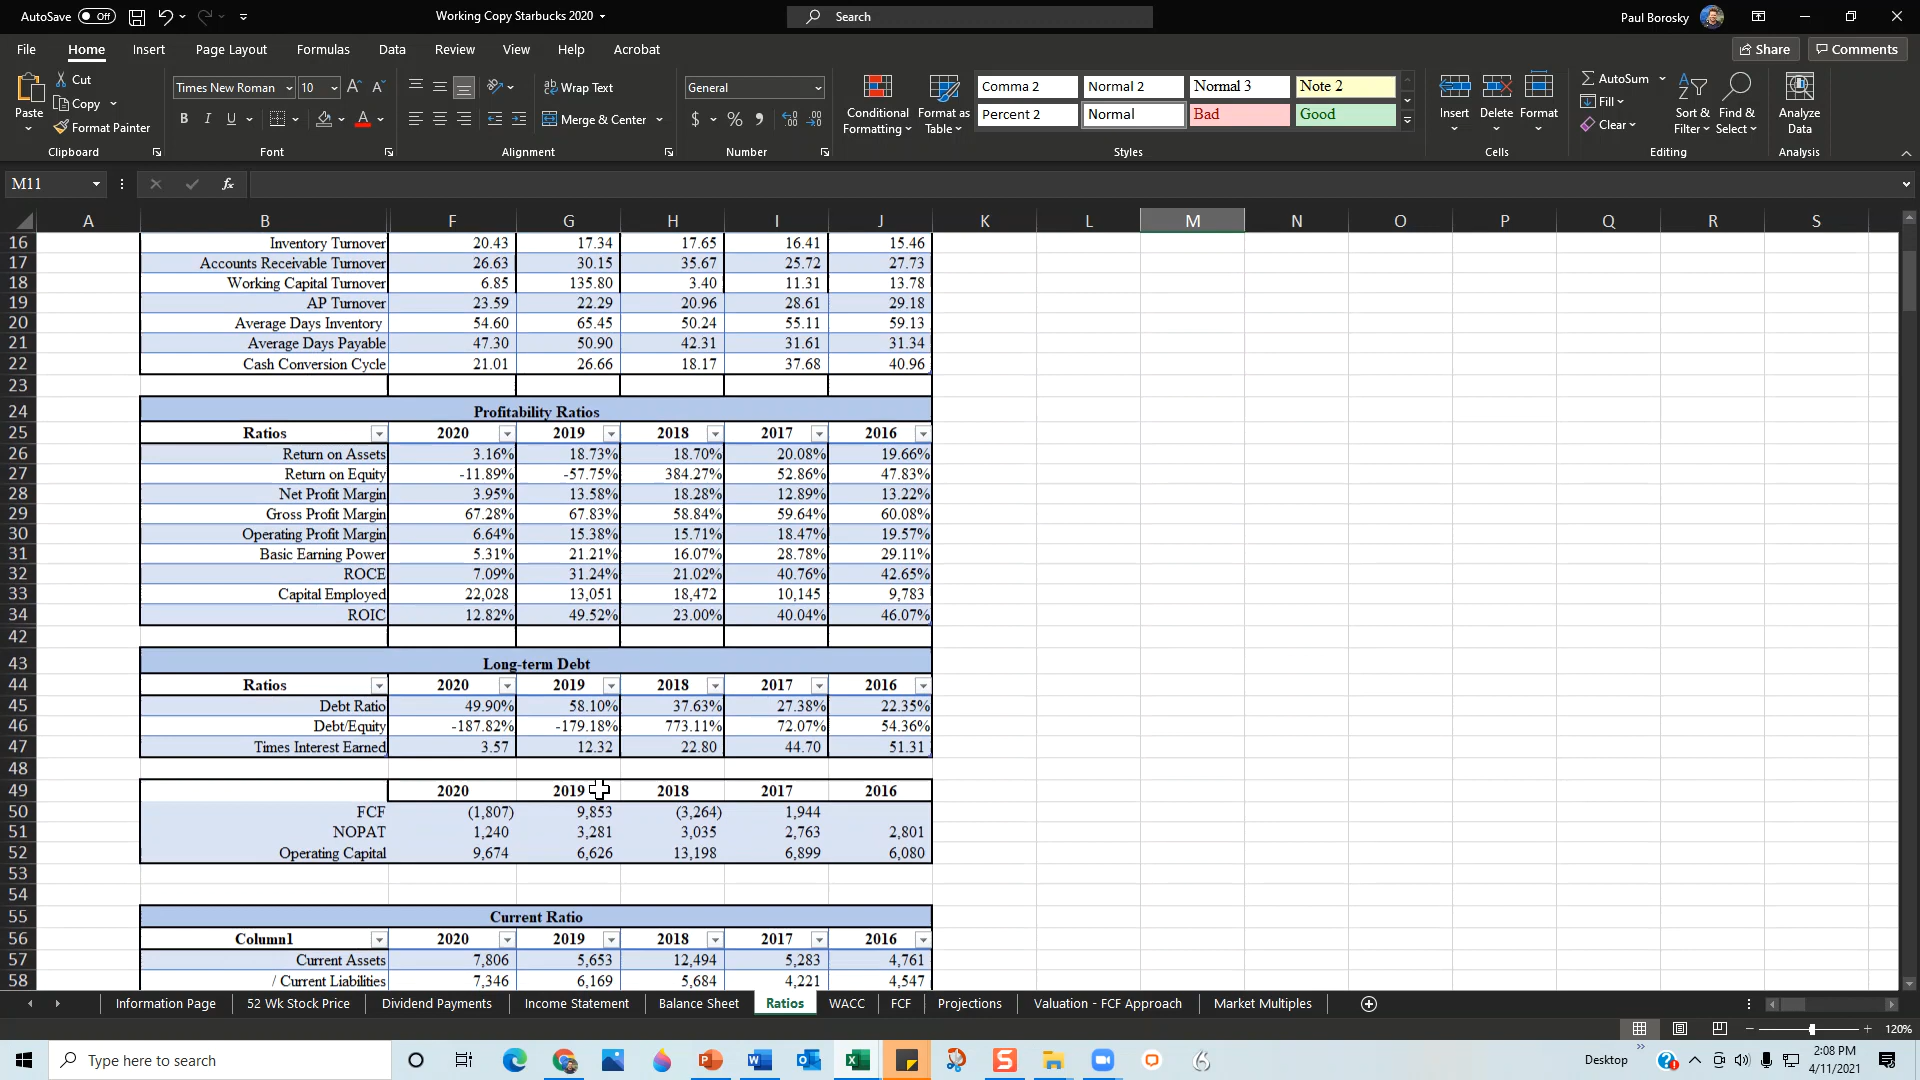 AutoSave Off Working Copy Starbucks 2020 Search Paul Borosky
File Home Insert Page Layout Formulas Data Review View Help Acrobat Share Comments
Cut
Copy
Format Painter
Paste
Clipboard
Times New Roman 10
B I U
Font
Wrap Text
Merge & Center
Alignment
General
$ % 9
Number
Conditional Formatting
Format as Table
Comma 2 Normal 2 Normal 3 Note 2
Percent 2 Normal Bad Good
Styles
Insert Delete Format
Cells
AutoSum
Fill
Clear
Sort & Filter
Find & Select
Editing
Analyze Data
Analysis
M11 fx
A B F G H I J K L M N O P Q R S
16 Inventory Turnover 20.43 17.34 17.65 16.41 15.46
17 Accounts Receivable Turnover 26.63 30.15 35.67 25.72 27.73
18 Working Capital Turnover 6.85 135.80 3.40 11.31 13.78
19 AP Turnover 23.59 22.29 20.96 28.61 29.18
20 Average Days Inventory 54.60 65.45 50.24 55.11 59.13
21 Average Days Payable 47.30 50.90 42.31 31.61 31.34
22 Cash Conversion Cycle 21.01 26.66 18.17 37.68 40.96
23
24 Profitability Ratios
25 Ratios 2020 2019 2018 2017 2016
26 Return on Assets 3.16% 18.73% 18.70% 20.08% 19.66%
27 Return on Equity -11.89% -57.75% 384.27% 52.86% 47.83%
28 Net Profit Margin 3.95% 13.58% 18.28% 12.89% 13.22%
29 Gross Profit Margin 67.28% 67.83% 58.84% 59.64% 60.08%
30 Operating Profit Margin 6.64% 15.38% 15.71% 18.47% 19.57%
31 Basic Earning Power 5.31% 21.21% 16.07% 28.78% 29.11%
32 ROCE 7.09% 31.24% 21.02% 40.76% 42.65%
33 Capital Employed 22,028 13,051 18,472 10,145 9,783
34 ROIC 12.82% 49.52% 23.00% 40.04% 46.07%
42
43 Long-term Debt
44 Ratios 2020 2019 2018 2017 2016
45 Debt Ratio 49.90% 58.10% 37.63% 27.38% 22.35%
46 Debt/Equity -187.82% -179.18% 773.11% 72.07% 54.36%
47 Times Interest Earned 3.57 12.32 22.80 44.70 51.31
48
49 2020 2019 2018 2017 2016
50 FCF (1,807) 9,853 (3,264) 1,944
51 NOPAT 1,240 3,281 3,035 2,763 2,801
52 Operating Capital 9,674 6,626 13,198 6,899 6,080
53
54
55 Current Ratio
56 Column1 2020 2019 2018 2017 2016
57 Current Assets 7,806 5,653 12,494 5,283 4,761
58 / Current Liabilities 7,346 6,169 5,684 4,221 4,547
Information Page 52 Wk Stock Price Dividend Payments Income Statement Balance Sheet Ratios WACC FCF Projections Valuation - FCF Approach Market Multiples
120%
Type here to search
Desktop
2:08 PM
4/11/2021